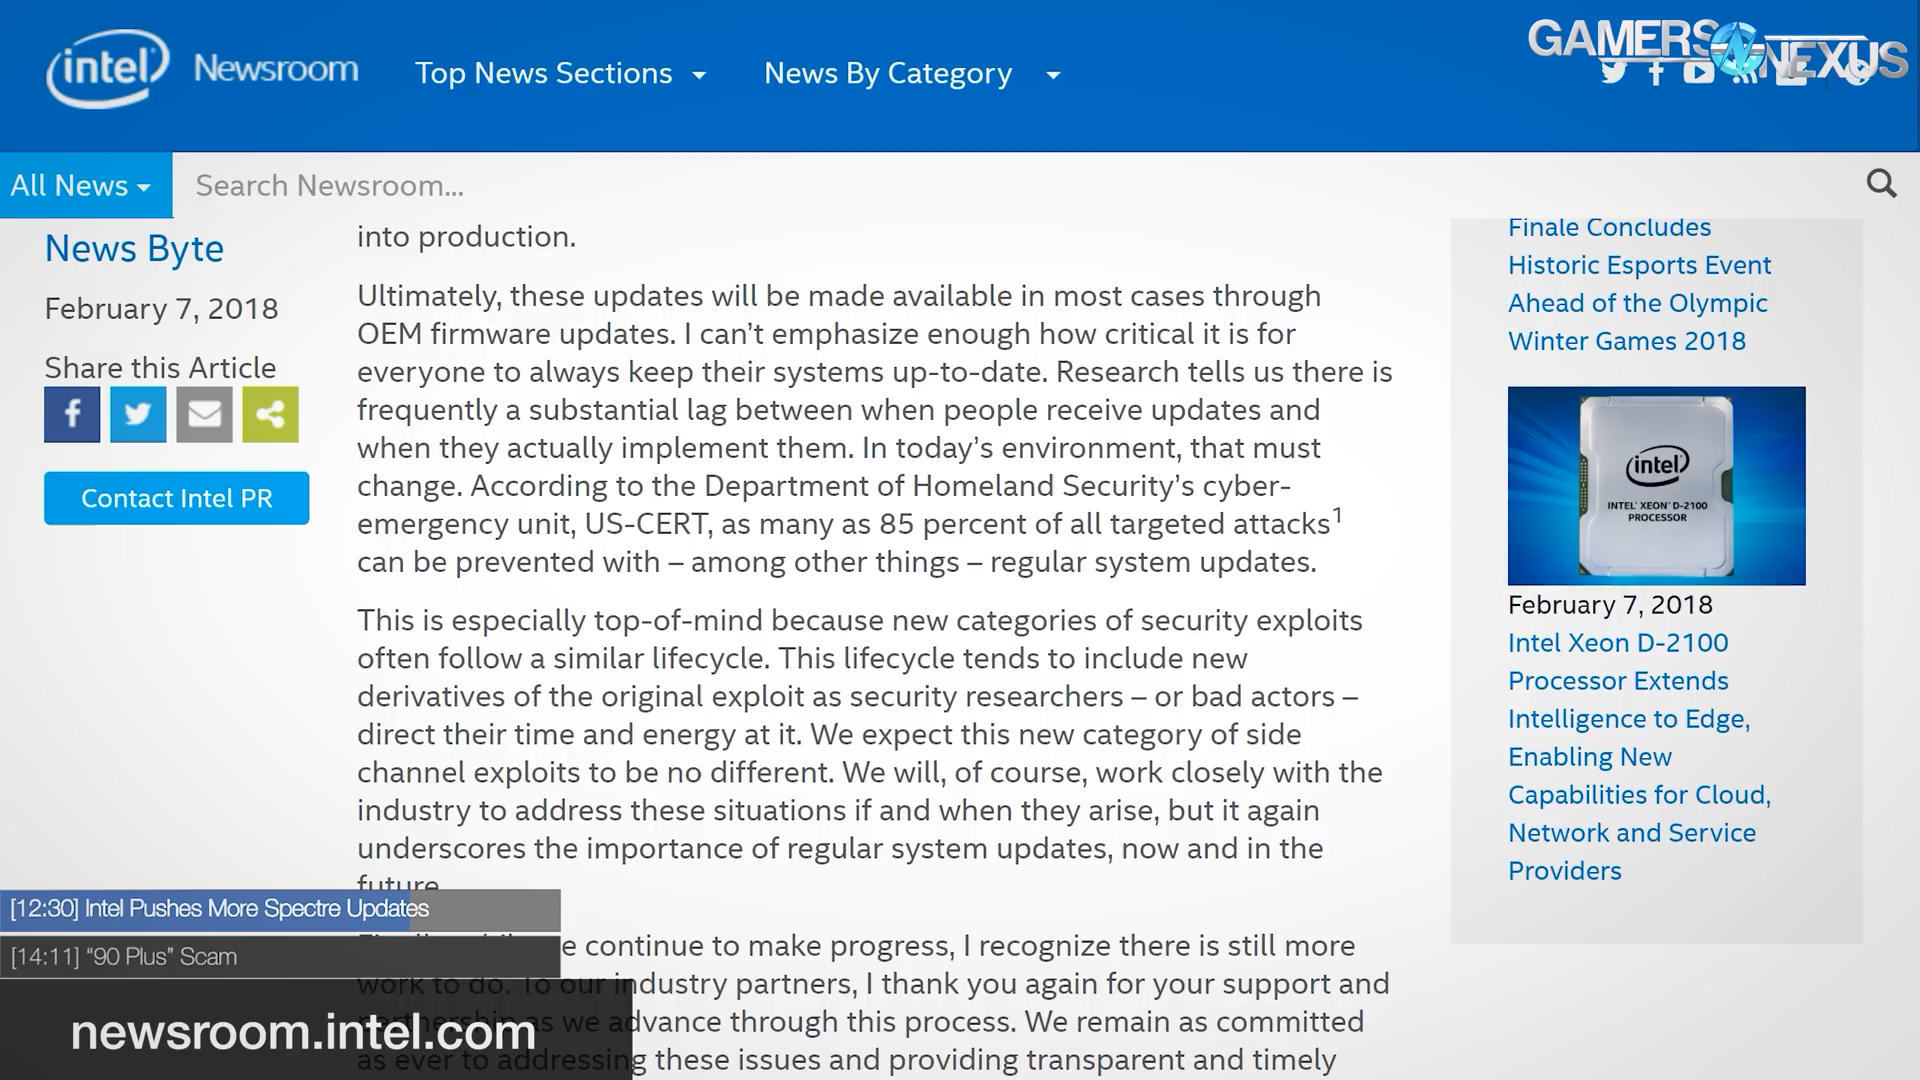 intel Newsroom
Top News Sections
News By Category
GAMERS NEXUS
All News
Search Newsroom...
News Byte
February 7, 2018
Share this Article
Contact Intel PR
into production.
Ultimately, these updates will be made available in most cases through
OEM firmware updates. I can’t emphasize enough how critical it is for
everyone to always keep their systems up-to-date. Research tells us there is
frequently a substantial lag between when people receive updates and
when they actually implement them. In today’s environment, that must
change. According to the Department of Homeland Security’s cyber-
emergency unit, US-CERT, as many as 85 percent of all targeted attacks1
can be prevented with – among other things – regular system updates.
This is especially top-of-mind because new categories of security exploits
often follow a similar lifecycle. This lifecycle tends to include new
derivatives of the original exploit as security researchers – or bad actors –
direct their time and energy at it. We expect this new category of side
channel exploits to be no different. We will, of course, work closely with the
industry to address these situations if and when they arise, but it again
underscores the importance of regular system updates, now and in the
future
e continue to make progress, I recognize there is still more
work to do. To our industry partners, I thank you again for your support and
partnership as we advance through this process. We remain as committed
as ever to addressing these issues and providing transparent and timely
Finale Concludes
Historic Esports Event
Ahead of the Olympic
Winter Games 2018
intel
INTEL® XEON® D-2100
PROCESSOR
February 7, 2018
Intel Xeon D-2100
Processor Extends
Intelligence to Edge,
Enabling New
Capabilities for Cloud,
Network and Service
Providers
[12:30] Intel Pushes More Spectre Updates
[14:11] “90 Plus” Scam
newsroom.intel.com